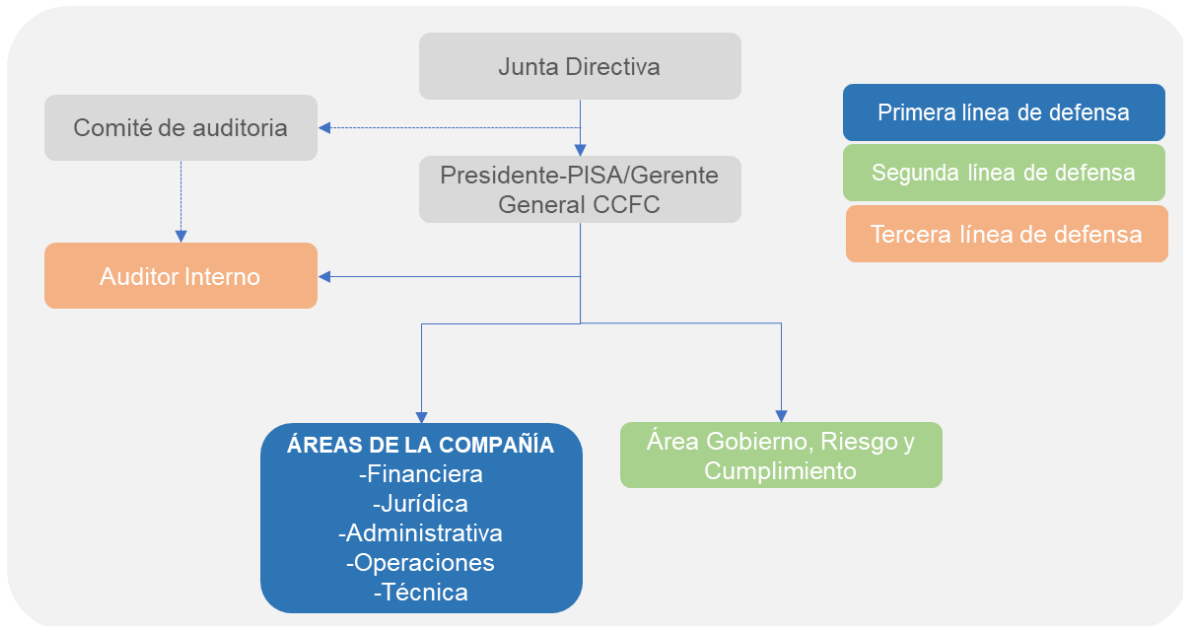 Junta Directiva
Comité de auditoria
Presidente-PISA/Gerente
General CCFC
Auditor Interno
Primera línea de defensa
Segunda línea de defensa
Tercera línea de defensa
ÁREAS DE LA COMPAÑÍA
-Financiera
-Jurídica
-Administrativa
-Operaciones
-Técnica
Área Gobierno, Riesgo y
Cumplimiento